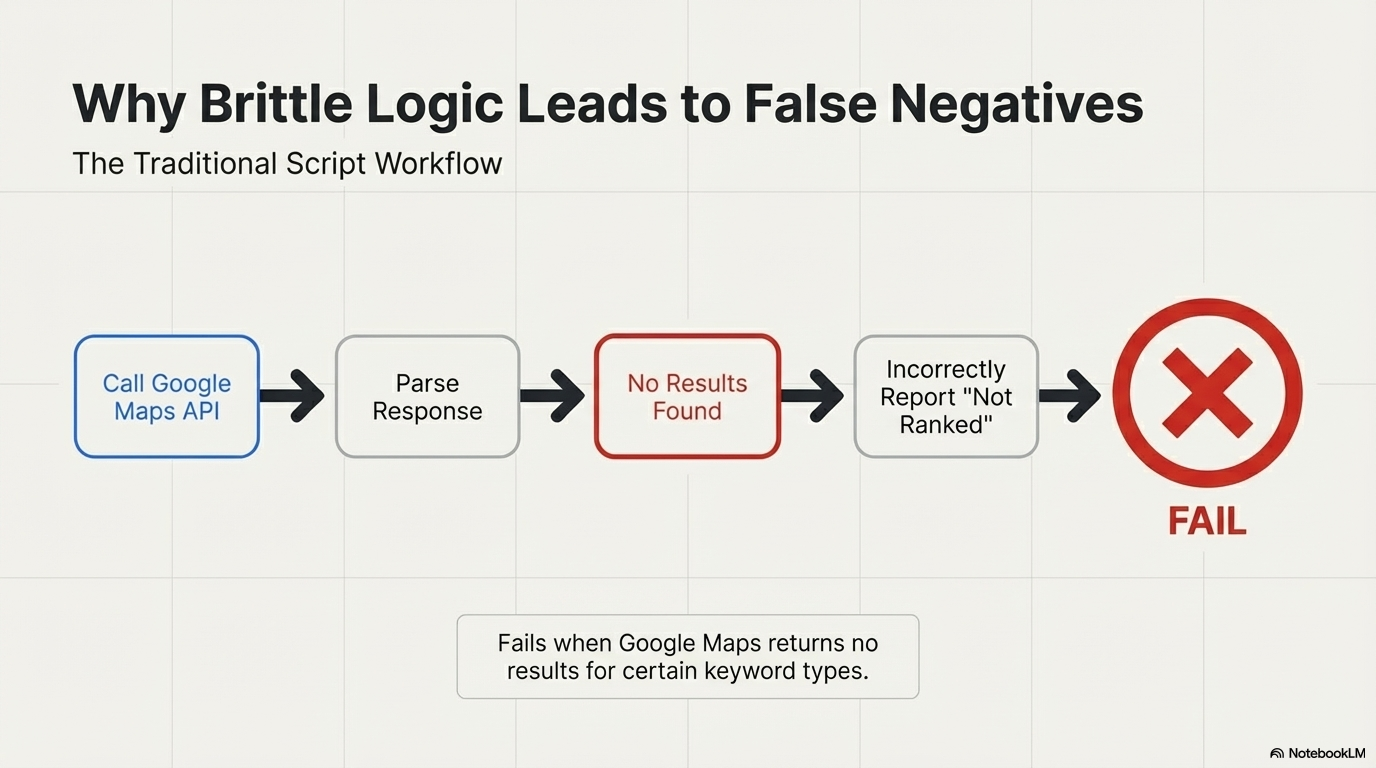 Why Brittle Logic Leads to False Negatives
The Traditional Script Workflow
Call Google
Maps API
Parse
Response
No Results
Found
Incorrectly
Report "Not
Ranked"
FAIL
Fails when Google Maps returns no
results for certain keyword types.
NotebookLM